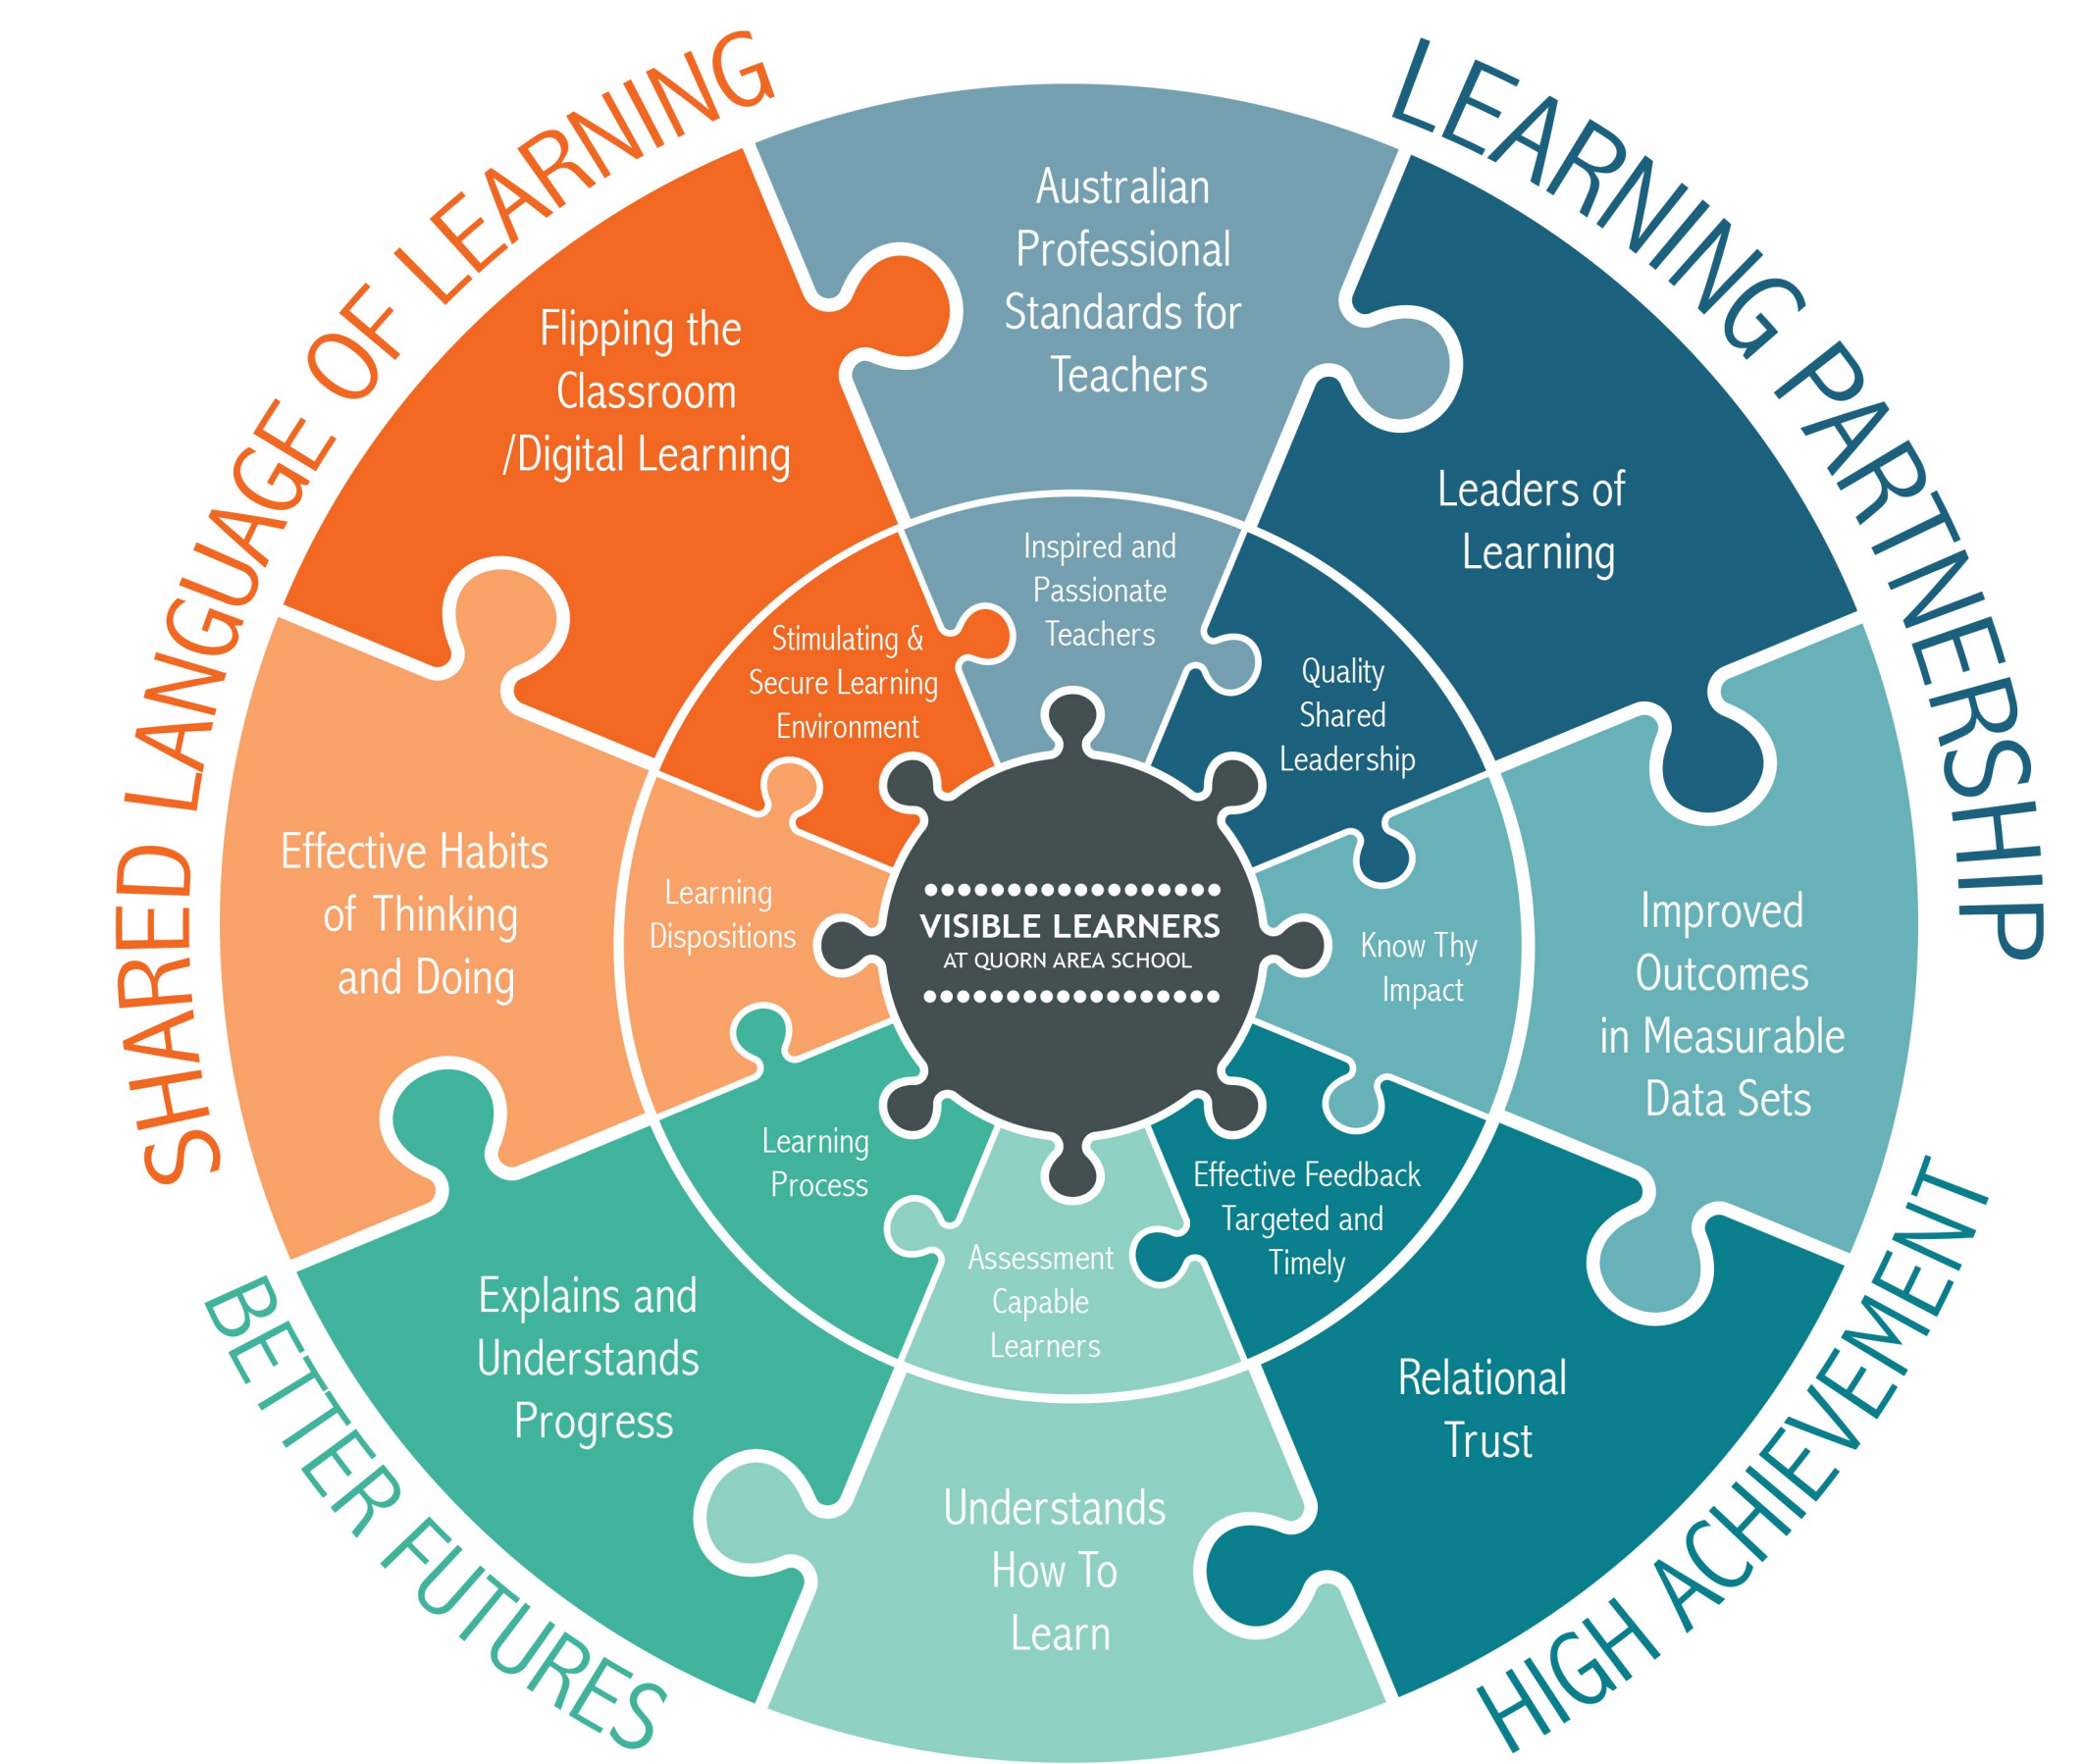 SHARED LANGUAGE OF LEARNING
LEARNING PARTNERSHIP
HIGH ACHIEVEMENT
BETTER FUTURES
Australian
Professional
Standards for
Teachers
Leaders of
Learning
Improved
Outcomes
in Measurable
Data Sets
Relational
Trust
Understands
How To
Learn
Explains and
Understands
Progress
Effective Habits
of Thinking
and Doing
Flipping the
Classroom
/Digital Learning
Inspired and
Passionate
Teachers
Quality
Shared
Leadership
Know Thy
Impact
Effective Feedback
Targeted and
Timely
Assessment
Capable
Learners
Learning
Process
Learning
Dispositions
Stimulating &
Secure Learning
Environment
VISIBLE LEARNERS
AT QUORN AREA SCHOOL